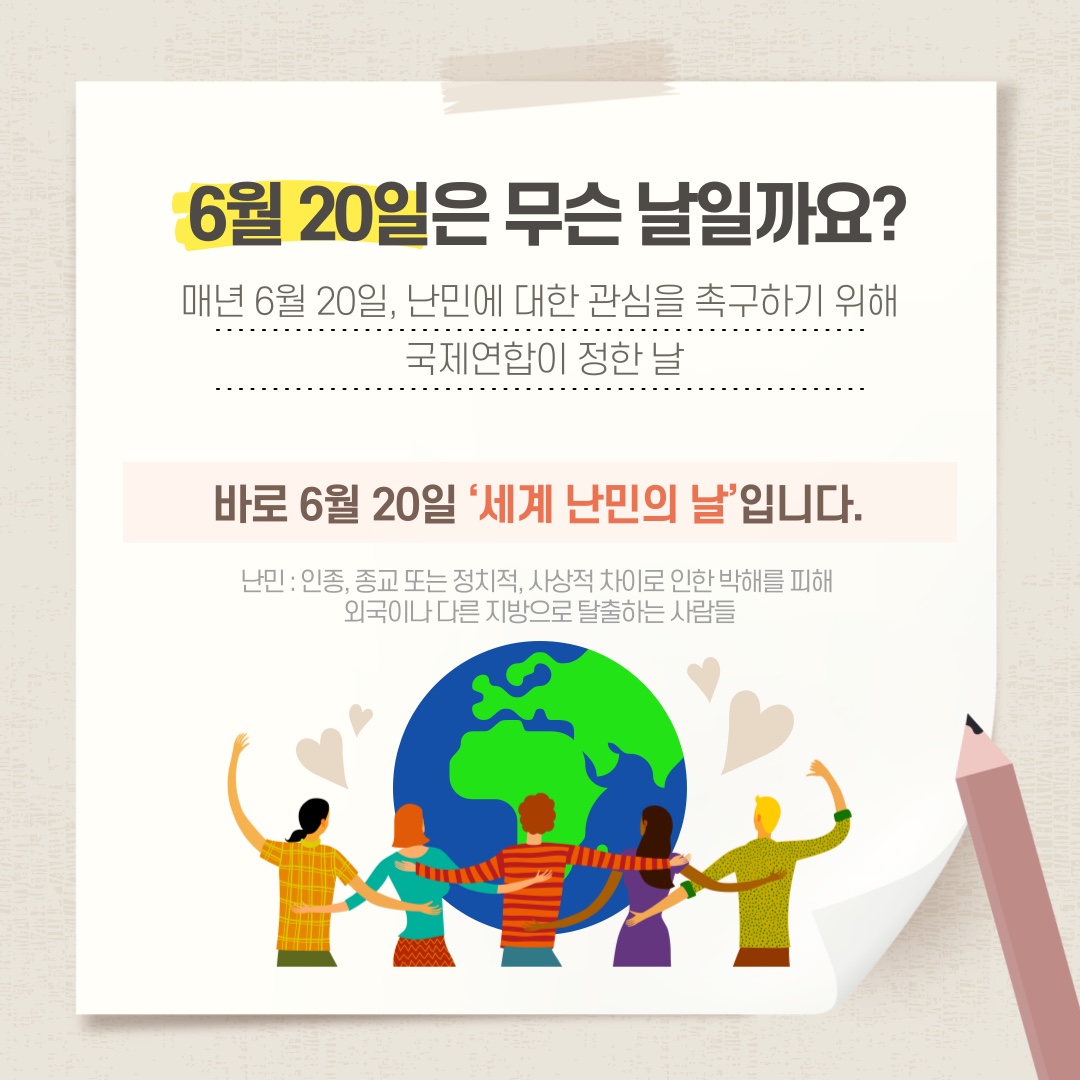 6월 20일은 무슨 날일까요?
매년 6월 20일, 난민에 대한 관심을 촉구하기 위해
국제연합이 정한 날
바로 6월 20일 ‘세계 난민의 날’입니다.
난민 : 인종, 종교 또는 정치적, 사상적 차이로 인한 박해를 피해
외국이나 다른 지방으로 탈출하는 사람들